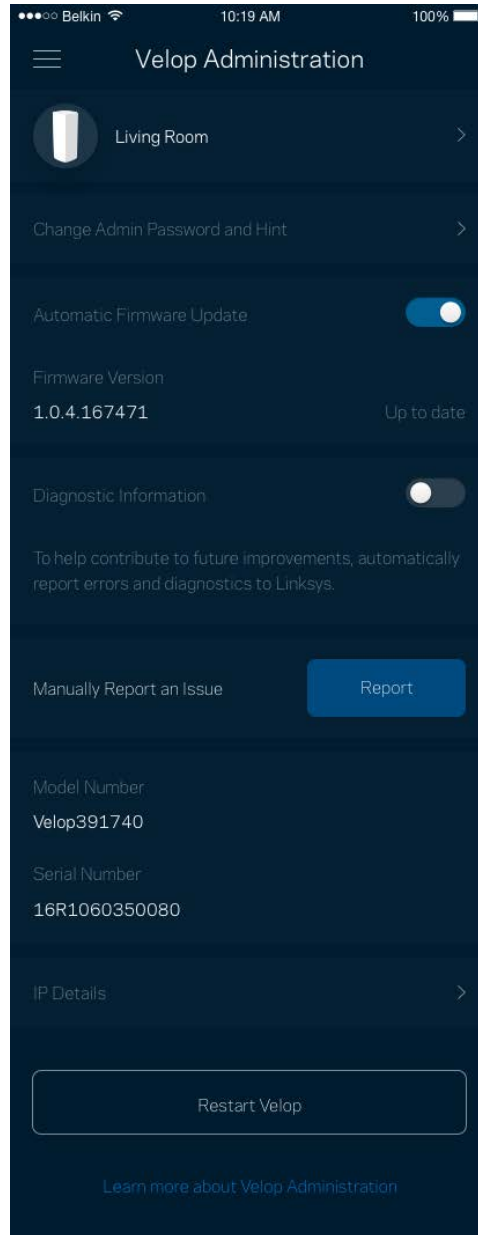 Belkin 10:19 AM 100%
Velop Administration
Living Room
Change Admin Password and Hint
Automatic Firmware Update
Firmware Version
1.0.4.167471 Up to date
Diagnostic Information
To help contribute to future improvements, automatically
report errors and diagnostics to Linksys.
Manually Report an Issue Report
Model Number
Velop391740
Serial Number
16R1060350080
IP Details
Restart Velop
Learn more about Velop Administration